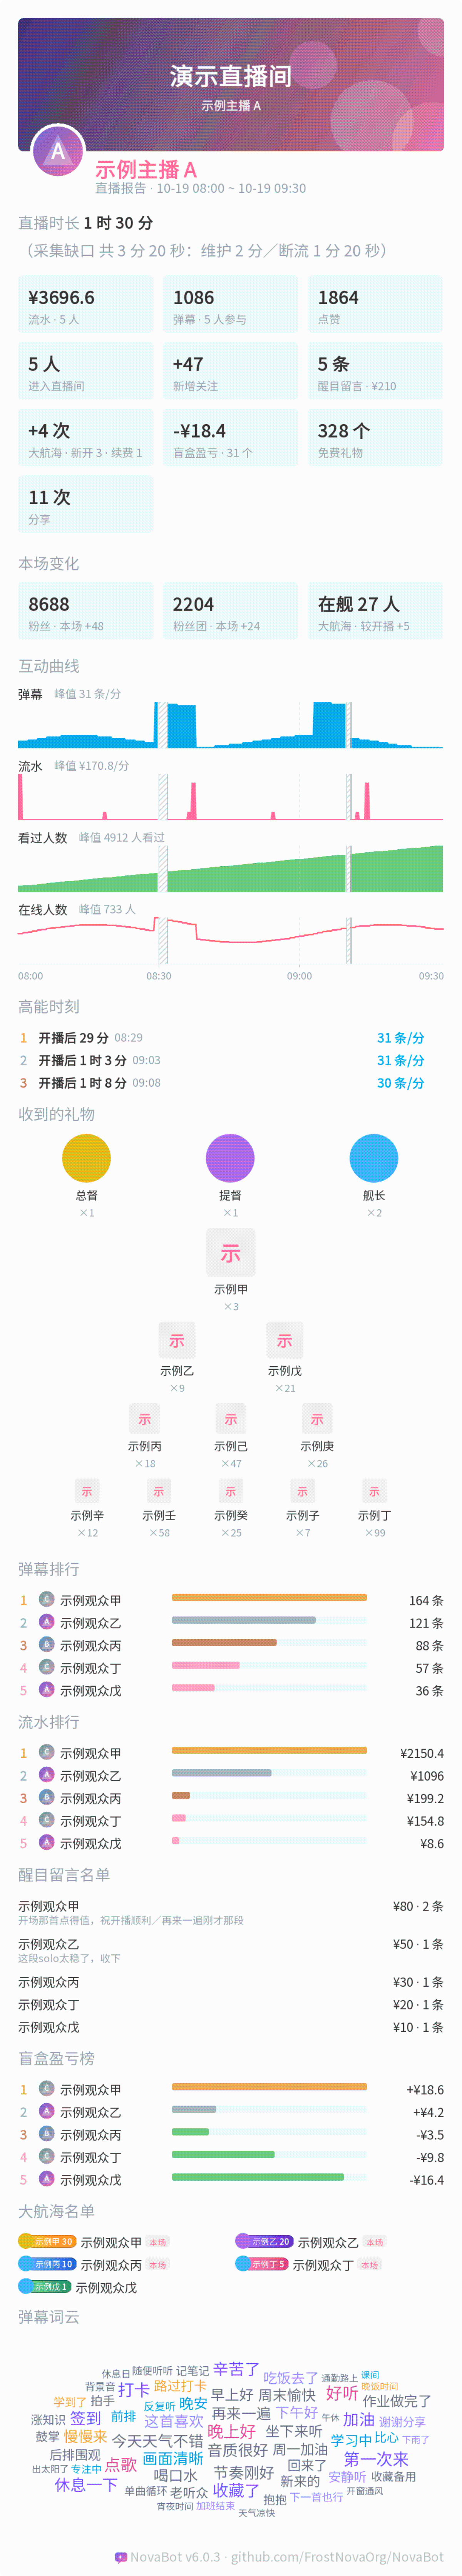 演示直播间
示例主播 A
A
示例主播 A
直播报告 · 10-19 08:00 ~ 10-19 09:30
直播时长 1 时 30 分
（采集缺口 共 3 分 20 秒：维护 2 分／断流 1 分 20 秒）
¥3696.6
流水 · 5 人
1086
弹幕 · 5 人参与
1864
点赞
5 人
进入直播间
+47
新增关注
5 条
醒目留言 · ¥210
+4 次
大航海 · 新开 3 · 续费 1
-¥18.4
盲盒盈亏 · 31 个
328 个
免费礼物
11 次
分享
本场变化
8688
粉丝 · 本场 +48
2204
粉丝团 · 本场 +24
在舰 27 人
大航海 · 较开播 +5
互动曲线
弹幕 峰值 31 条/分
流水 峰值 ¥170.8/分
看过人数 峰值 4912 人看过
在线人数 峰值 733 人
08:00 08:30 09:00 09:30
高能时刻
1 开播后 29 分 08:29 31 条/分
2 开播后 1 时 3 分 09:03 31 条/分
3 开播后 1 时 8 分 09:08 30 条/分
收到的礼物
总督 提督 舰长
×1 ×1 ×2
示
示例甲
×3
示 示
示例乙 示例戊
×9 ×21
示 示 示
示例丙 示例己 示例庚
×18 ×47 ×26
示 示 示 示 示
示例辛 示例壬 示例癸 示例子 示例丁
×12 ×58 ×25 ×7 ×99
弹幕排行
1 C 示例观众甲 164 条
2 A 示例观众乙 121 条
3 B 示例观众丙 88 条
4 C 示例观众丁 57 条
5 A 示例观众戊 36 条
流水排行
1 C 示例观众甲 ¥2150.4
2 A 示例观众乙 ¥1096
3 B 示例观众丙 ¥199.2
4 C 示例观众丁 ¥154.8
5 A 示例观众戊 ¥8.6
醒目留言名单
示例观众甲 ¥80 · 2 条
开场那首点得值，祝开播顺利／再来一遍刚才那段
示例观众乙 ¥50 · 1 条
这段solo太稳了，收下
示例观众丙 ¥30 · 1 条
示例观众丁 ¥20 · 1 条
示例观众戊 ¥10 · 1 条
盲盒盈亏榜
1 C 示例观众甲 +¥18.6
2 A 示例观众乙 +¥4.2
3 B 示例观众丙 -¥3.5
4 C 示例观众丁 -¥9.8
5 A 示例观众戊 -¥16.4
大航海名单
示例甲 30 示例观众甲 本场 示例乙 20 示例观众乙 本场
示例丙 10 示例观众丙 本场 示例丁 5 示例观众丁 本场
示例戊 1 示例观众戊
弹幕词云
休息日 随便听听 记笔记 辛苦了 吃饭去了 通勤路上 课间
背景音 打卡 路过打卡 早上好 周末愉快 好听 晚饭时间
学到了 拍手 反复听 晚安 作业做完了
涨知识 签到 前排 这首喜欢 再来一遍 下午好 午休 加油 谢谢分享
鼓掌 慢慢来 今天天气不错 晚上好 坐下来听 学习中 比心 下雨了
后排围观 画面清晰 音质很好 周一加油 第一次来
出太阳了 专注中 点歌 喝口水 节奏刚好 回来了 安静听 收藏备用
休息一下 单曲循环 老听众 收藏了 新来的 开窗通风
宵夜时间 加班结束 抱抱 下一首也行
天气凉快
NovaBot v6.0.3 · github.com/FrostNovaOrg/NovaBot